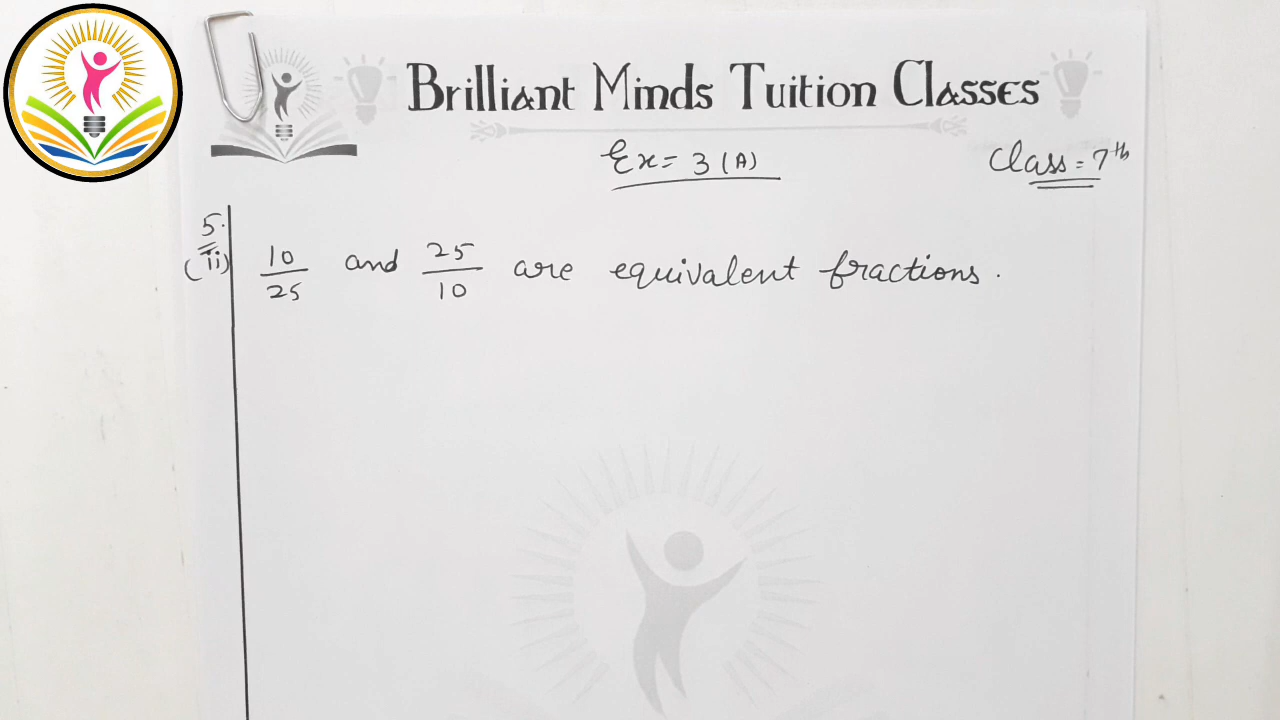 Brilliant Minds Tuition Classes
Ex = 3 (A)
Class = 7th
5.
(ii) 10/25 and 25/10 are equivalent fractions.